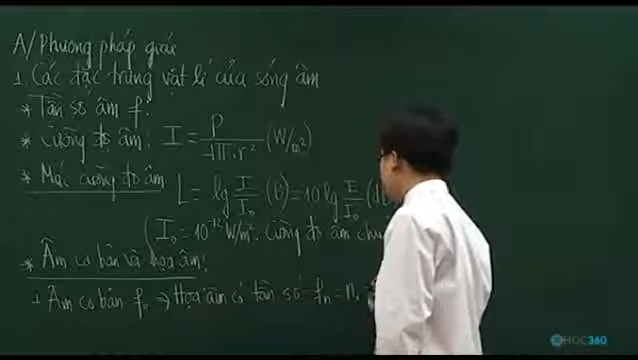 A/ Phương pháp giải
1. Các đặc trưng vật lí của sóng âm
* Tần số âm f.
* Cường độ âm: I = P / 4π.r² (W/m²)
* Mức cường độ âm L = lg I/I₀ (b) = 10 lg I/I₀ (d
I₀ = 10⁻¹² W/m². Cường độ âm chu
* Âm cơ bản và họa âm:
Âm cơ bản f₀ → Họa âm có tần số fₙ = n.
HOC360